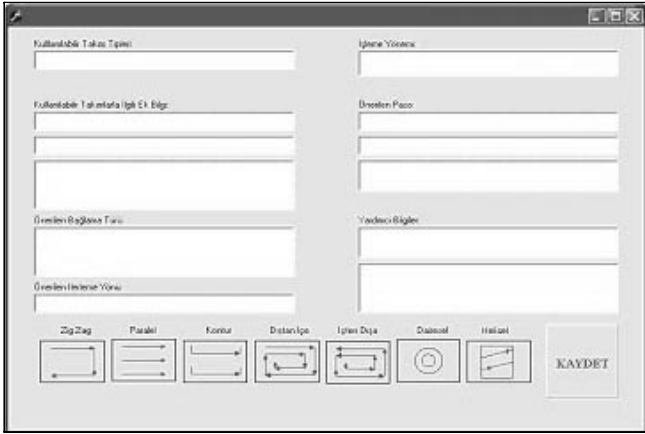 Kullanılabilir Takım Tipleri
İşleme Yöntemi
Kullanılabilir Takımlarla İlgili Ek Bilgi
Önerilen Paso
Önerilen Bağlama Türü
Yardımcı Bilgiler
Önerilen İlerleme Yönü
Zig Zag
Paralel
Kontur
Dıştan İçe
İçten Dışa
Dairesel
Helisel
KAYDET